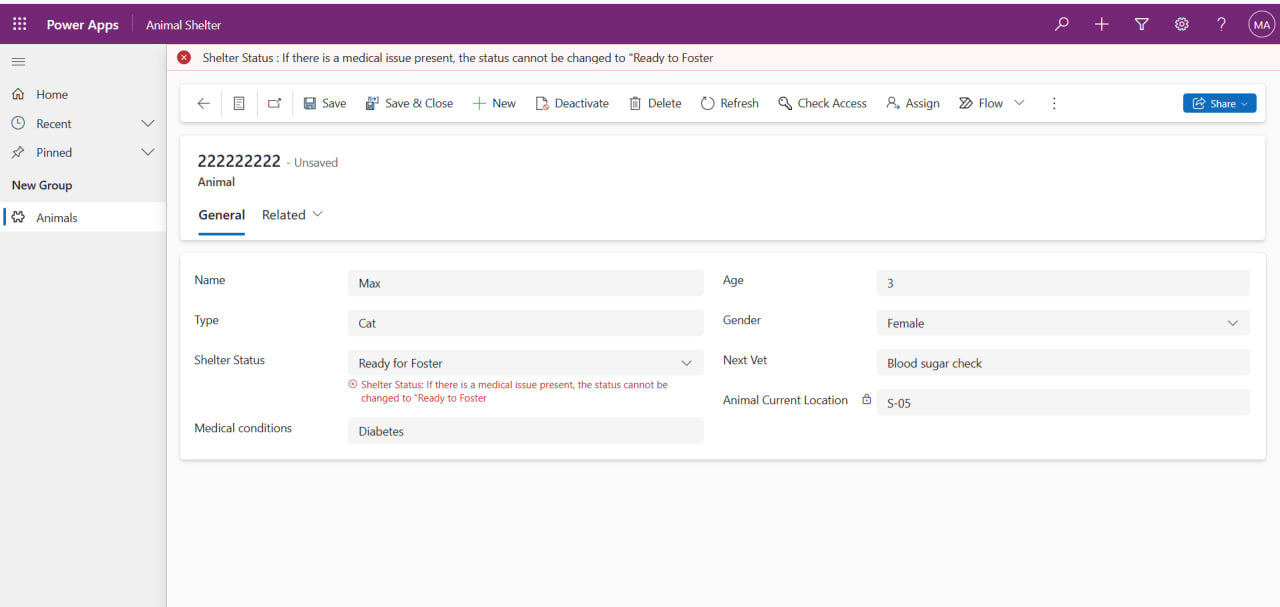 Power Apps Animal Shelter MA
Shelter Status : If there is a medical issue present, the status cannot be changed to "Ready to Foster
Home
Recent
Pinned
New Group
Animals
Save Save & Close New Deactivate Delete Refresh Check Access Assign Flow Share
222222222 - Unsaved
Animal
General Related
Name Max
Age 3
Type Cat
Gender Female
Shelter Status Ready for Foster
Shelter Status: If there is a medical issue present, the status cannot be
changed to "Ready to Foster
Next Vet Blood sugar check
Animal Current Location S-05
Medical conditions Diabetes